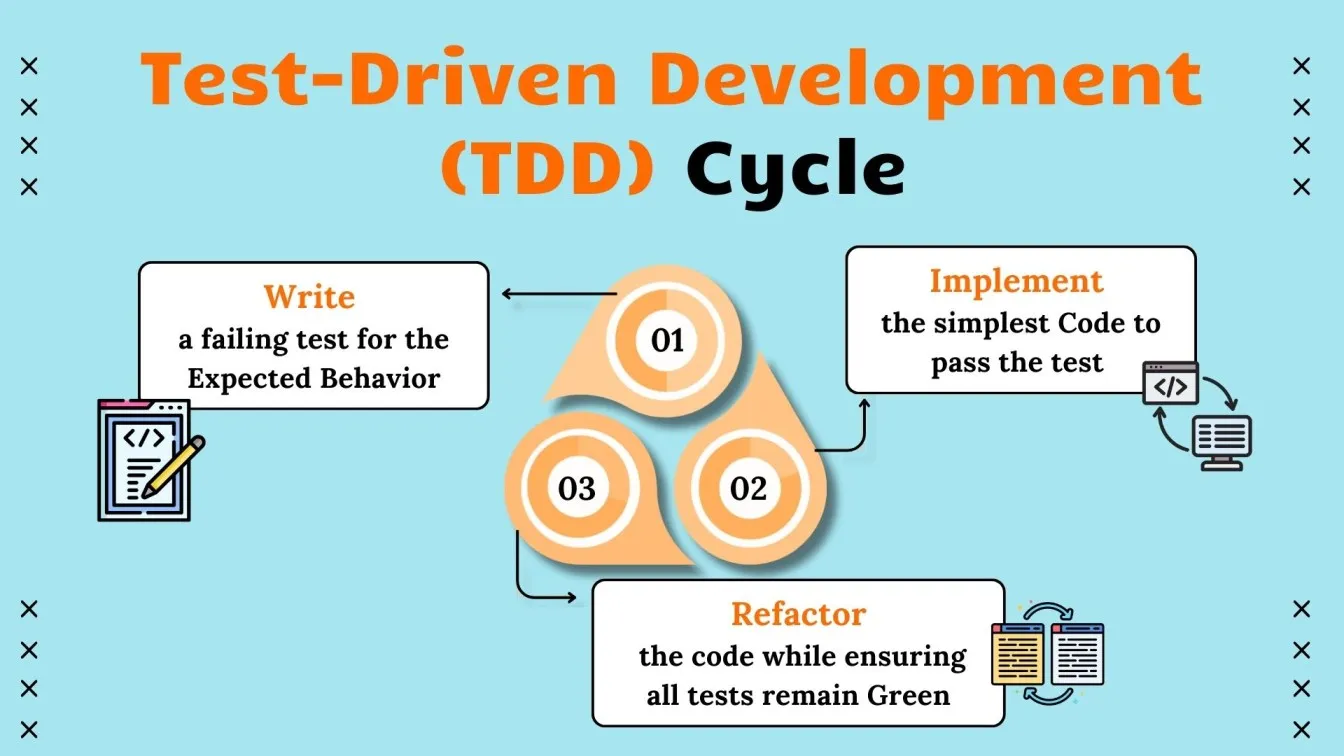 Test-Driven Development
(TDD) Cycle
Write
a failing test for the
Expected Behavior
01
Implement
the simplest Code to
pass the test
</>
</>
03
02
Refactor
the code while ensuring
all tests remain Green